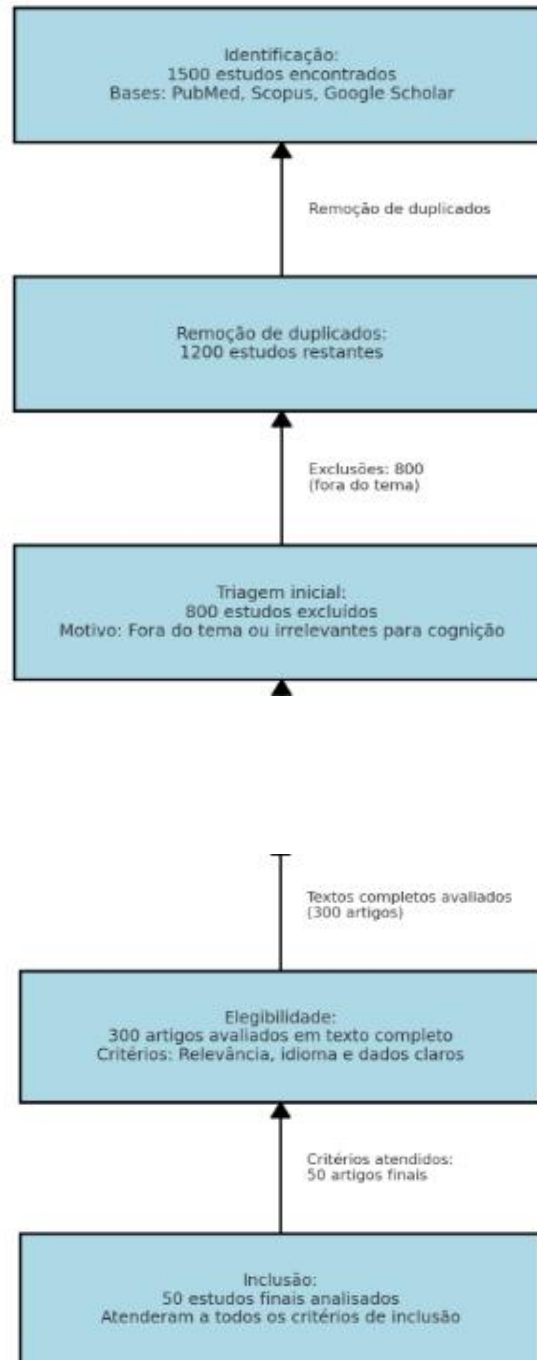 Identificação:
1500 estudos encontrados
Bases: PubMed, Scopus, Google Scholar
Remoção de duplicados
Remoção de duplicados:
1200 estudos restantes
Exclusões: 800
(fora do tema)
Triagem inicial:
800 estudos excluídos
Motivo: Fora do tema ou irrelevantes para cognição
Textos completos avaliados
(300 artigos)
Elegibilidade:
300 artigos avaliados em texto completo
Critérios: Relevância, idioma e dados claros
Critérios atendidos:
50 artigos finais
Inclusão:
50 estudos finais analisados
Atenderam a todos os critérios de inclusão